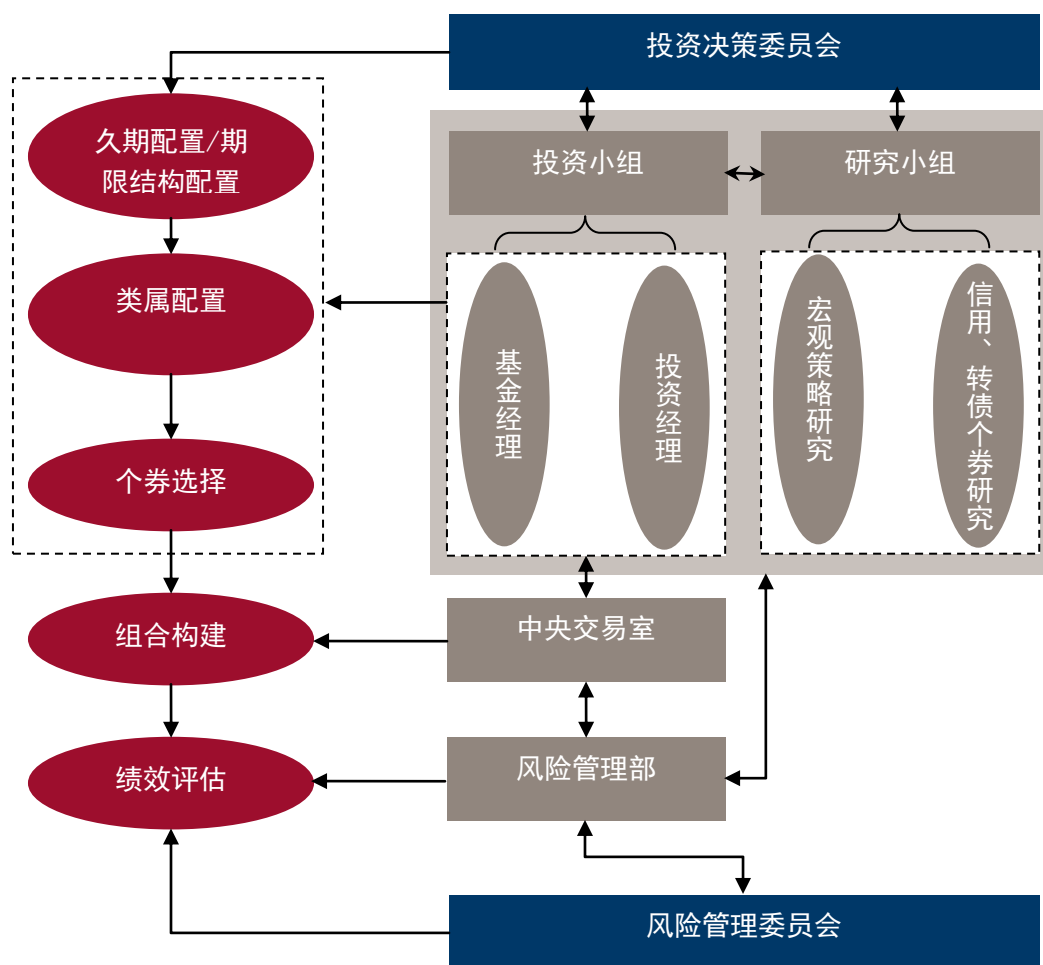 投资决策委员会
久期配置/期
限结构配置
投资小组
研究小组
类属配置
基金经理
投资经理
宏观策略研究
信用、转债个券研究
个券选择
组合构建
中央交易室
绩效评估
风险管理部
风险管理委员会